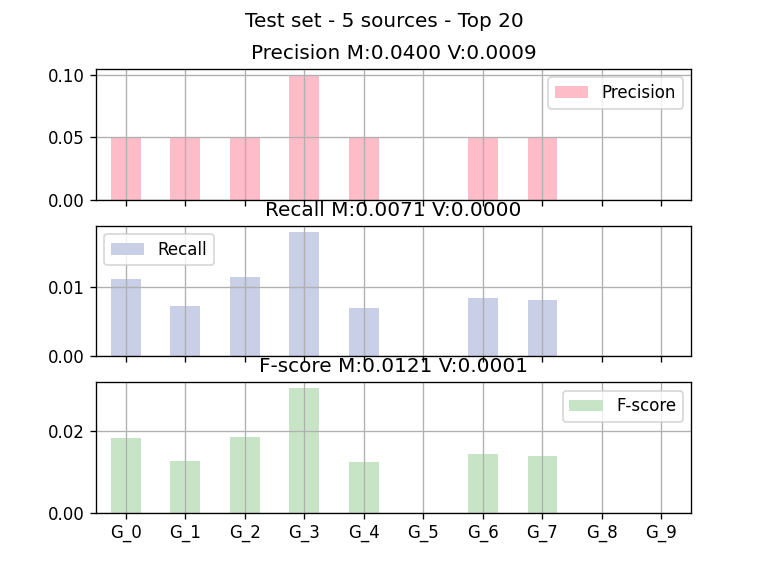 Test set - 5 sources - Top 20
Precision M:0.0400 V:0.0009
0.10
0.05
0.00
Precision
Recall M:0.0071 V:0.0000
Recall
0.01
0.00
F-score M:0.0121 V:0.0001
F-score
0.02
0.00
G_0 G_1 G_2 G_3 G_4 G_5 G_6 G_7 G_8 G_9